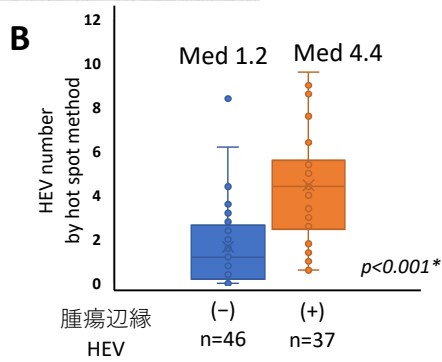 B
Med 1.2
Med 4.4
HEV number
by hot spot method
12
10
8
6
4
2
0
p<0.001*
腫瘍辺縁
HEV
(−)
(+)
n=46
n=37